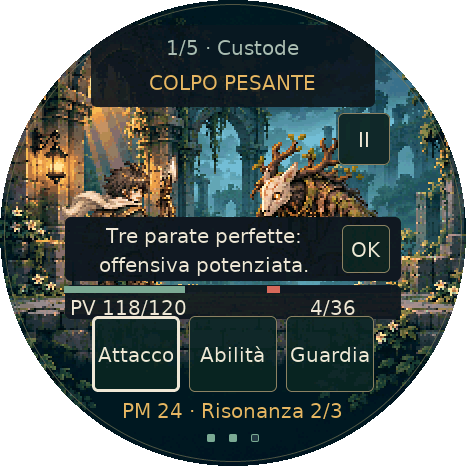 1/5 · Custode
COLPO PESANTE
II
Tre parate perfette:
offensiva potenziata.
OK
PV 118/120
4/36
Attacco
Abilità
Guardia
PM 24 · Risonanza 2/3